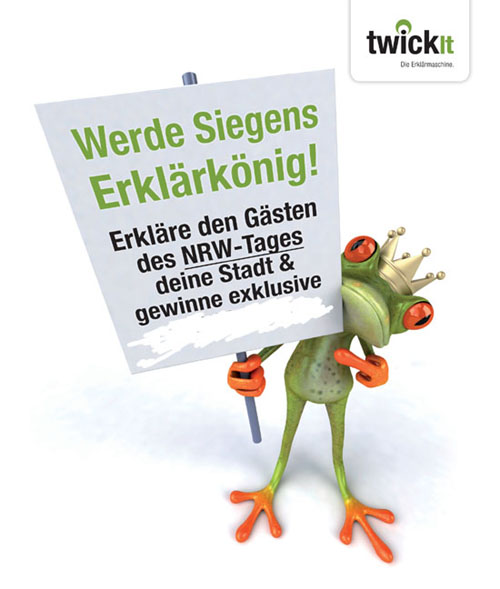 twickIt
Die Erklärmaschine.
Werde Siegens
Erklärkönig!
Erkläre den Gästen
des NRW-Tages
deine Stadt &
gewinne exklusive